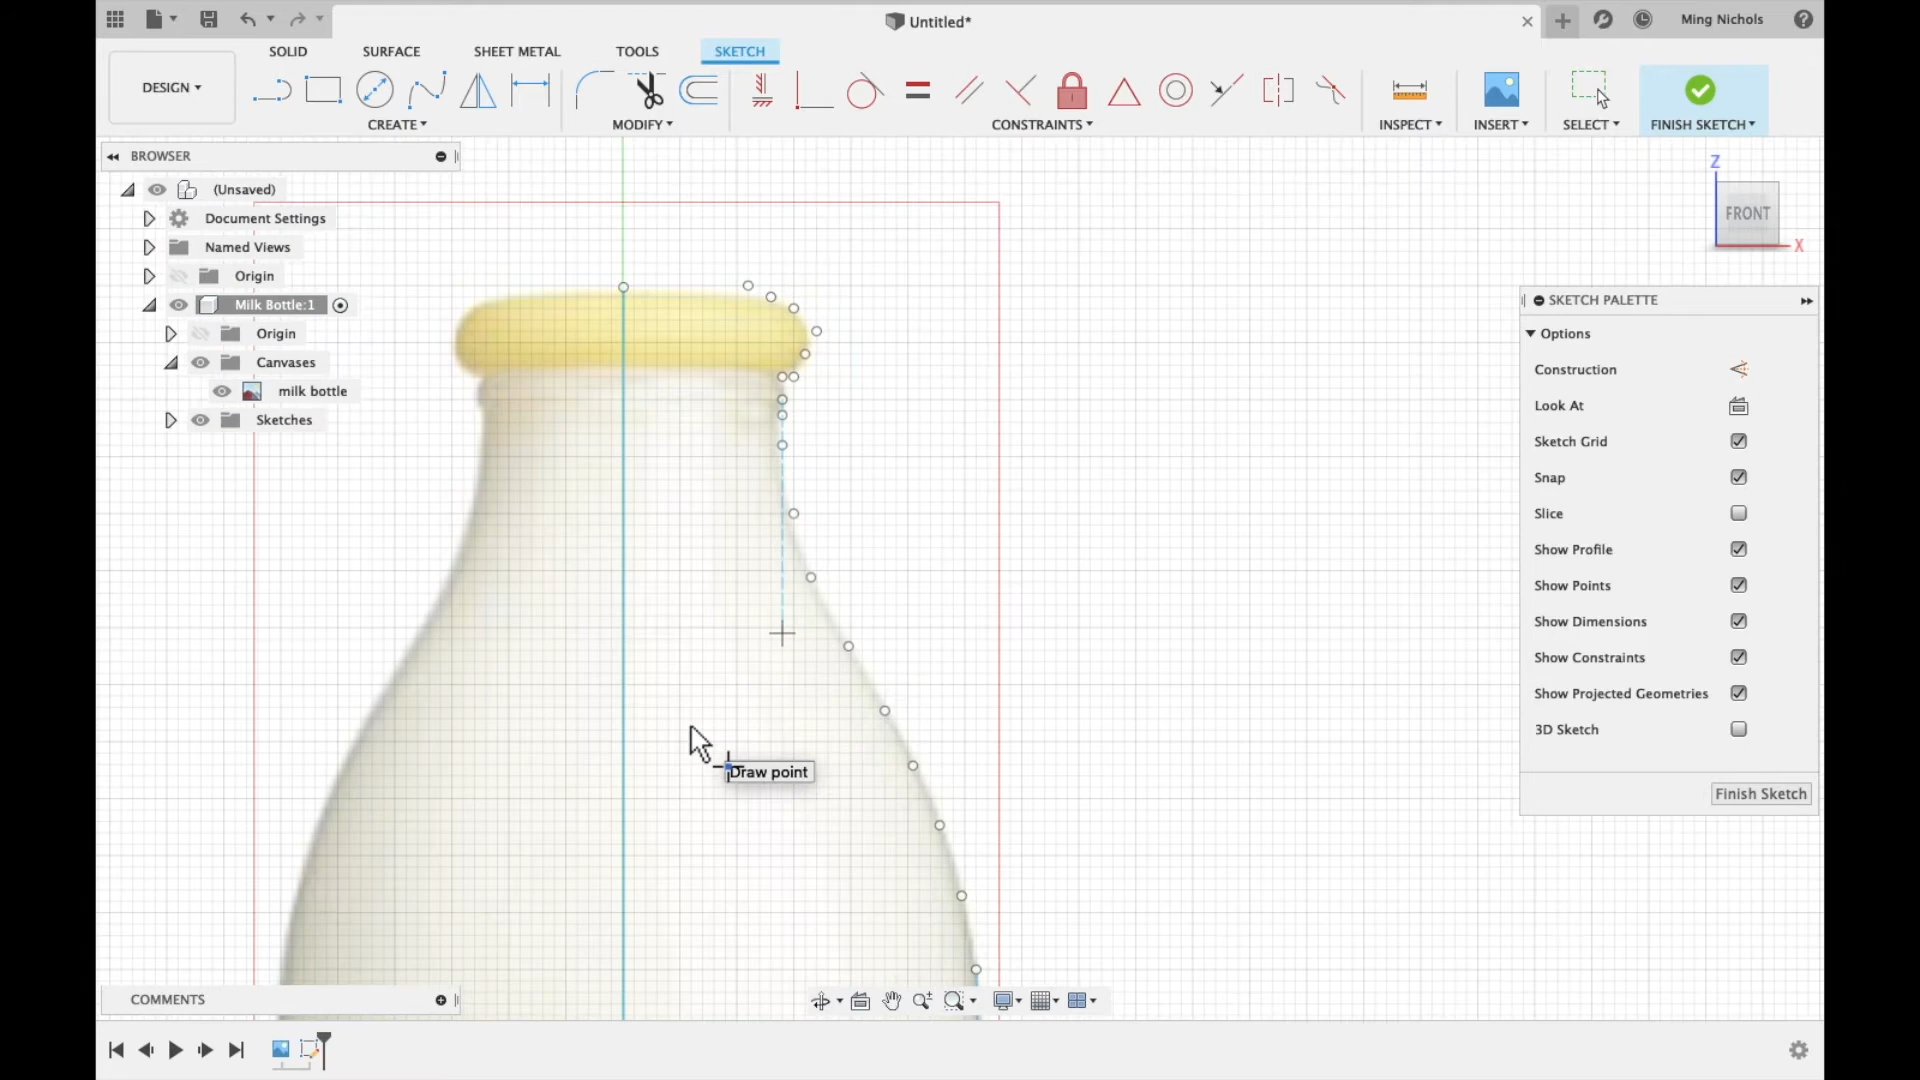 Untitled*
Ming Nichols
SOLID
SURFACE
SHEET METAL
TOOLS
SKETCH
DESIGN
CREATE
MODIFY
CONSTRAINTS
INSPECT
INSERT
SELECT
FINISH SKETCH
BROWSER
(Unsaved)
Document Settings
Named Views
Origin
Milk Bottle:1
Origin
Canvases
milk bottle
Sketches
Z
FRONT
X
SKETCH PALETTE
Options
Construction
Look At
Sketch Grid
Snap
Slice
Show Profile
Show Points
Show Dimensions
Show Constraints
Show Projected Geometries
3D Sketch
Finish Sketch
Draw point
COMMENTS